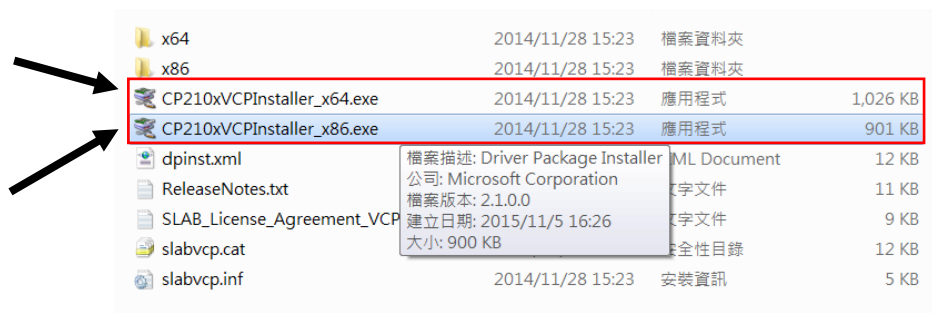 x64 2014/11/28 15:23 檔案資料夾
x86 2014/11/28 15:23 檔案資料夾
CP210xVCPInstaller_x64.exe 2014/11/28 15:23 應用程式 1,026 KB
CP210xVCPInstaller_x86.exe 2014/11/28 15:23 應用程式 901 KB
dpinst.xml ML Document 12 KB
檔案描述: Driver Package Installer
公司: Microsoft Corporation
檔案版本: 2.1.0.0
建立日期: 2015/11/5 16:26
大小: 900 KB
ReleaseNotes.txt 文字文件 11 KB
SLAB_License_Agreement_VCP 文字文件 9 KB
slabvcp.cat 安全性目錄 12 KB
slabvcp.inf 2014/11/28 15:23 安裝資訊 5 KB